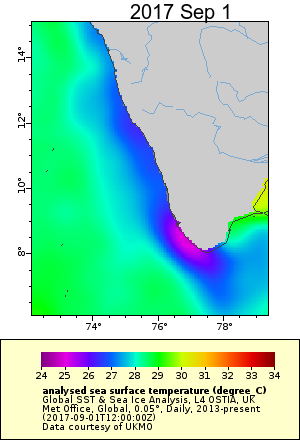 2017 Sep 1
14°
12°
10°
8°
74° 76° 78°
24 25 26 27 28 29 30 31 32 33 34
analysed sea surface temperature (degree_C)
Global SST & Sea Ice Analysis, L4 OSTIA, UK
Met Office, Global, 0.05°, Daily, 2013-present
(2017-09-01T12:00:00Z)
Data courtesy of UKMO